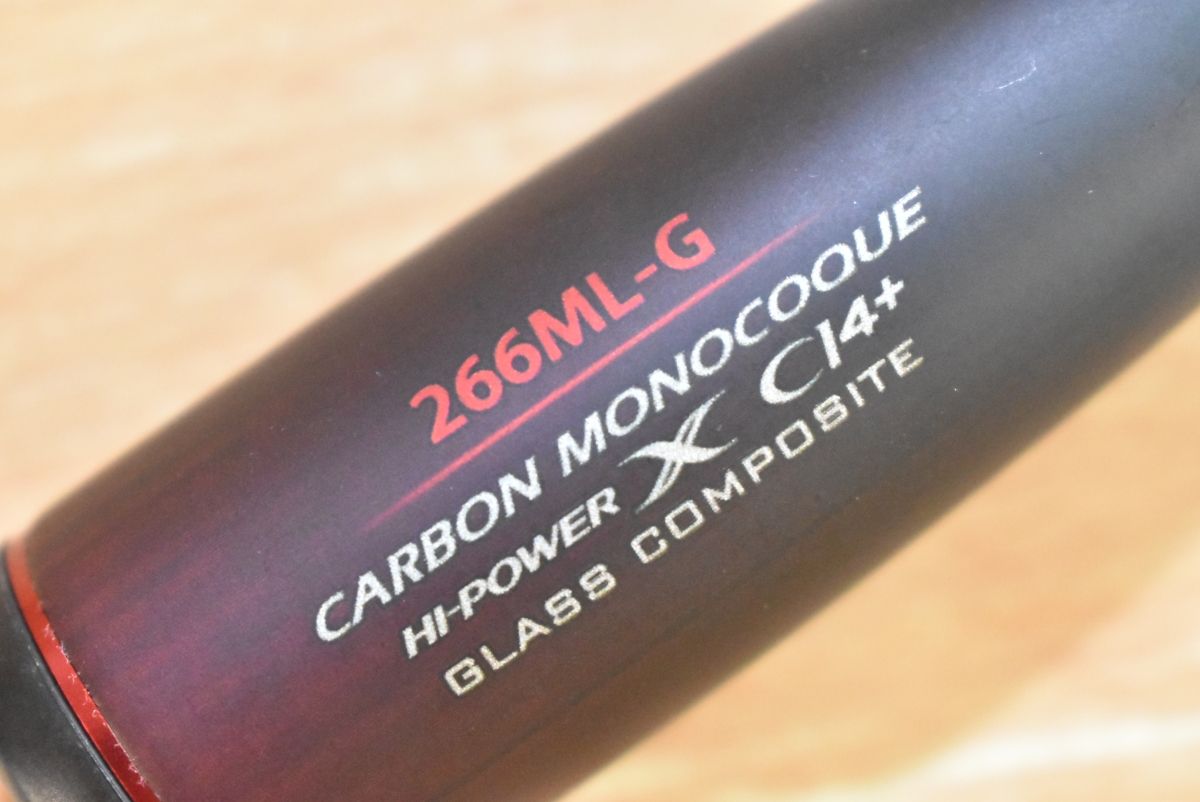 266ML-G
CARBON MONOCOQUE
HI-POWER X CI4+
GLASS COMPOSITE